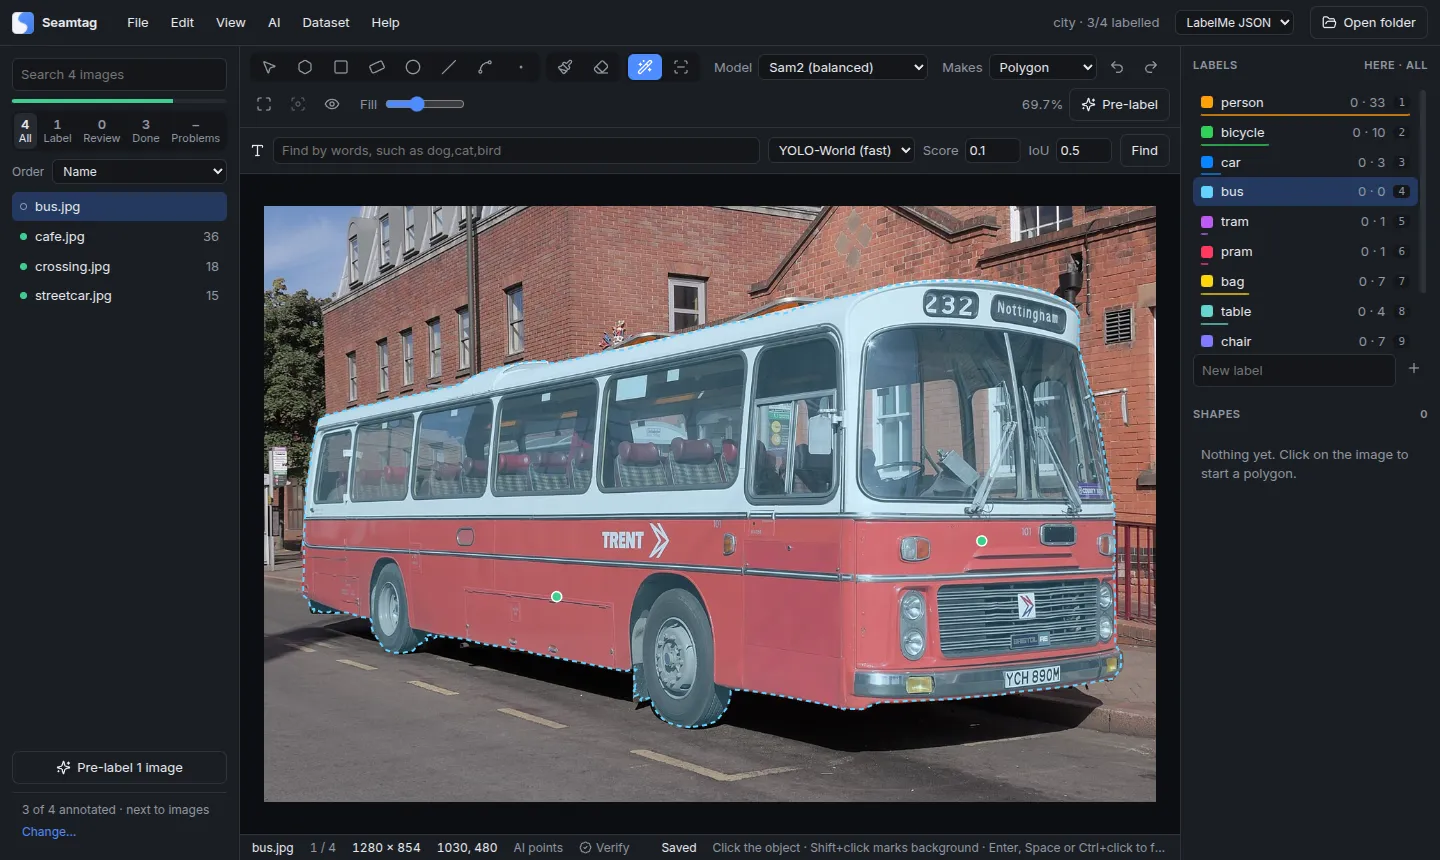 Seamtag File Edit View AI Dataset Help city · 3/4 labelled LabelMe JSON Open folder
Search 4 images
4 All 1 Label 0 Review 3 Done – Problems
Order Name
bus.jpg
cafe.jpg 36
crossing.jpg 18
streetcar.jpg 15
Pre-label 1 image
3 of 4 annotated · next to images
Change...
Model Sam2 (balanced) Makes Polygon
Fill 69.7% Pre-label
T Find by words, such as dog,cat,bird YOLO-World (fast) Score 0.1 IoU 0.5 Find
232 Nottingham
TRENT
101
101
BRISTOL RE
YCH 890M
bus.jpg 1 / 4 1280 × 854 1030, 480 AI points Verify Saved Click the object · Shift+click marks background · Enter, Space or Ctrl+click to f...
LABELS HERE · ALL
person 0 · 33 1
bicycle 0 · 10 2
car 0 · 3 3
bus 0 · 0 4
tram 0 · 1 5
pram 0 · 1 6
bag 0 · 7 7
table 0 · 4 8
chair 0 · 7 9
New label
SHAPES 0
Nothing yet. Click on the image to
start a polygon.